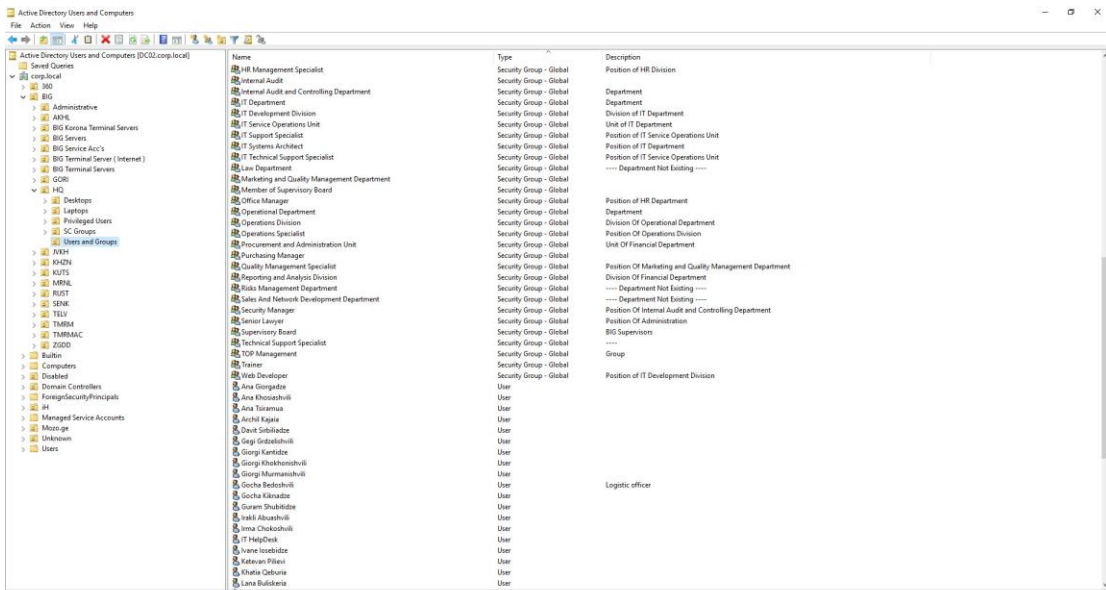 Active Directory Users and Computers
File Action View Help
Active Directory Users and Computers [DC02.corp.local]
Saved Queries
corp.local
360
BIG
Administrative
AKHL
BIG Korona Terminal Servers
BIG Servers
BIG Service Acc's
BIG Terminal Server ( Internet )
BIG Terminal Servers
GORI
HQ
Desktops
Laptops
Privileged Users
SC Groups
Users and Groups
JVKH
KHZN
KUTS
MRNL
RUST
SENK
TELV
TMRM
TMRMAC
ZGDD
Builtin
Computers
Disabled
Domain Controllers
ForeignSecurityPrincipals
iH
Managed Service Accounts
Mozo.ge
Unknown
Users
Name Type Description
HR Management Specialist Security Group - Global Position of HR Division
Internal Audit Security Group - Global
Internal Audit and Controlling Department Security Group - Global Department
IT Department Security Group - Global Department
IT Development Division Security Group - Global Division of IT Department
IT Service Operations Unit Security Group - Global Unit of IT Department
IT Support Specialist Security Group - Global Position of IT Service Operations Unit
IT Systems Architect Security Group - Global Position of IT Department
IT Technical Support Specialist Security Group - Global Position of IT Service Operations Unit
Law Department Security Group - Global ---- Department Not Existing ----
Marketing and Quality Management Department Security Group - Global
Member of Supervisory Board Security Group - Global
Office Manager Security Group - Global Position of HR Department
Operational Department Security Group - Global Department
Operations Division Security Group - Global Division Of Operational Department
Operations Specialist Security Group - Global Position Of Operations Division
Procurement and Administration Unit Security Group - Global Unit Of Financial Department
Purchasing Manager Security Group - Global
Quality Management Specialist Security Group - Global Position Of Marketing and Quality Management Department
Reporting and Analysis Division Security Group - Global Division Of Financial Department
Risks Management Department Security Group - Global ---- Department Not Existing ----
Sales And Network Development Department Security Group - Global ---- Department Not Existing ----
Security Manager Security Group - Global Position Of Internal Audit and Controlling Department
Senior Lawyer Security Group - Global Position Of Administration
Supervisory Board Security Group - Global BIG Supervisors
Technical Support Specialist Security Group - Global ----
TOP Management Security Group - Global Group
Trainer Security Group - Global
Web Developer Security Group - Global Position of IT Development Division
Ana Giorgadze User
Ana Khosiashvili User
Ana Tsiramua User
Archil Kajaia User
Davit Sirbiliadze User
Gegi Grdzelishvili User
Giorgi Kantidze User
Giorgi Khokhonishvili User
Giorgi Murmanishvili User
Gocha Bedoshvili User Logistic officer
Gocha Kiknadze User
Guram Shubitidze User
Irakli Abuashvili User
Irma Chokoshvili User
IT HelpDesk User
Ivane Iosebidze User
Ketevan Pilievi User
Khatia Qeburia User
Lana Buliskeria User